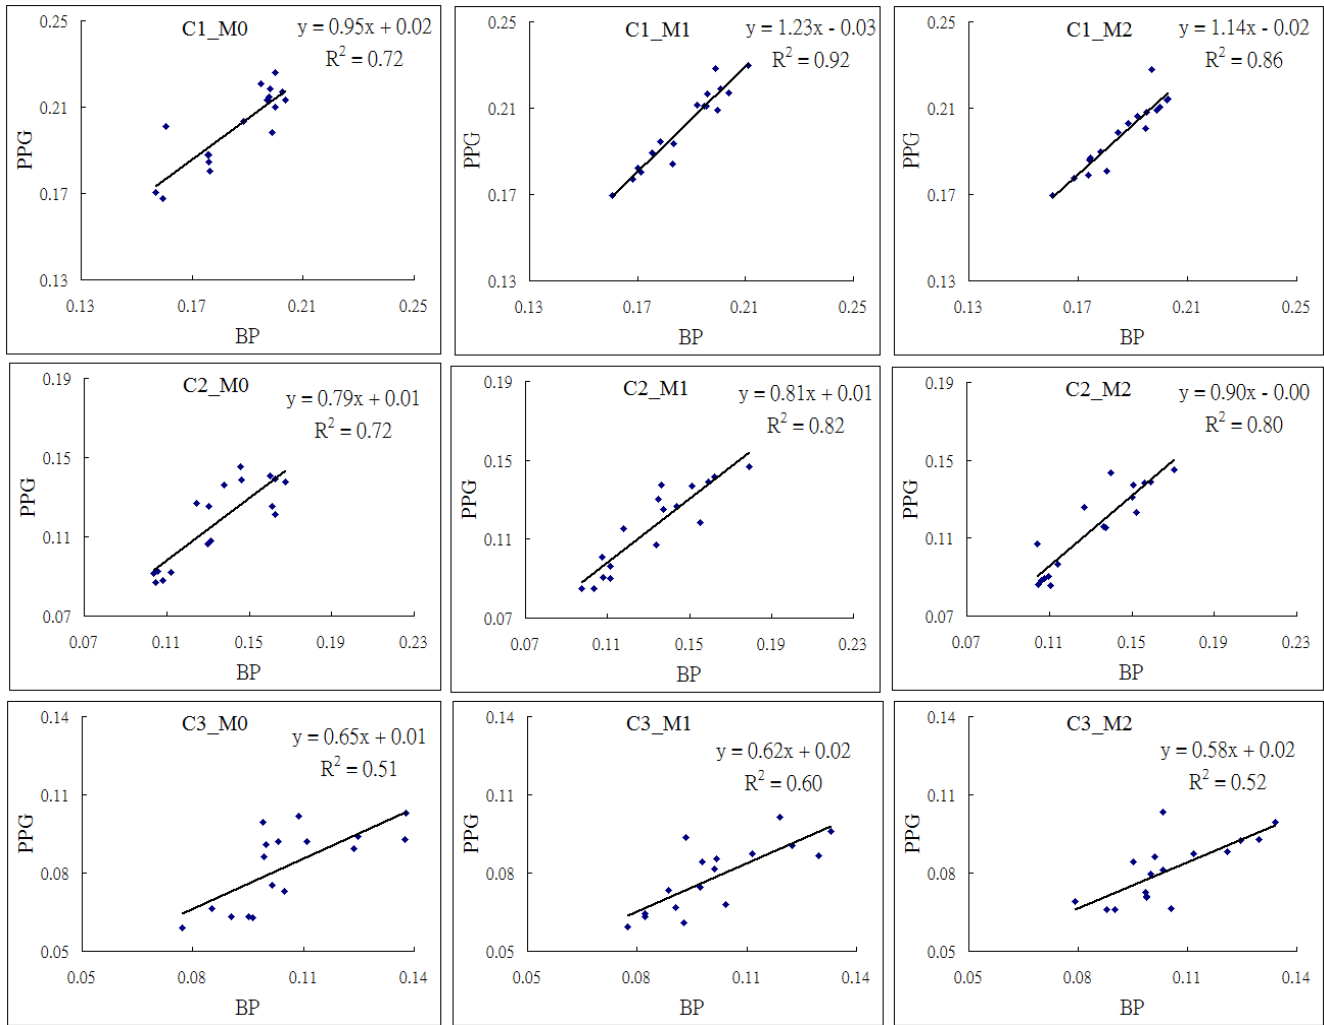 C1_M0
y = 0.95x + 0.02
R² = 0.72
0.25
0.21
0.17
0.13
PPG
0.13 0.17 0.21 0.25
BP
C1_M1
y = 1.23x - 0.03
R² = 0.92
0.25
0.21
0.17
0.13
PPG
0.13 0.17 0.21 0.25
BP
C1_M2
y = 1.14x - 0.02
R² = 0.86
0.25
0.21
0.17
0.13
PPG
0.13 0.17 0.21 0.25
BP
C2_M0
y = 0.79x + 0.01
R² = 0.72
0.19
0.15
0.11
0.07
PPG
0.07 0.11 0.15 0.19 0.23
BP
C2_M1
y = 0.81x + 0.01
R² = 0.82
0.19
0.15
0.11
0.07
PPG
0.07 0.11 0.15 0.19 0.23
BP
C2_M2
y = 0.90x - 0.00
R² = 0.80
0.19
0.15
0.11
0.07
PPG
0.07 0.11 0.15 0.19 0.23
BP
C3_M0
y = 0.65x + 0.01
R² = 0.51
0.14
0.11
0.08
0.05
PPG
0.05 0.08 0.11 0.14
BP
C3_M1
y = 0.62x + 0.02
R² = 0.60
0.14
0.11
0.08
0.05
PPG
0.05 0.08 0.11 0.14
BP
C3_M2
y = 0.58x + 0.02
R² = 0.52
0.14
0.11
0.08
0.05
PPG
0.05 0.08 0.11 0.14
BP